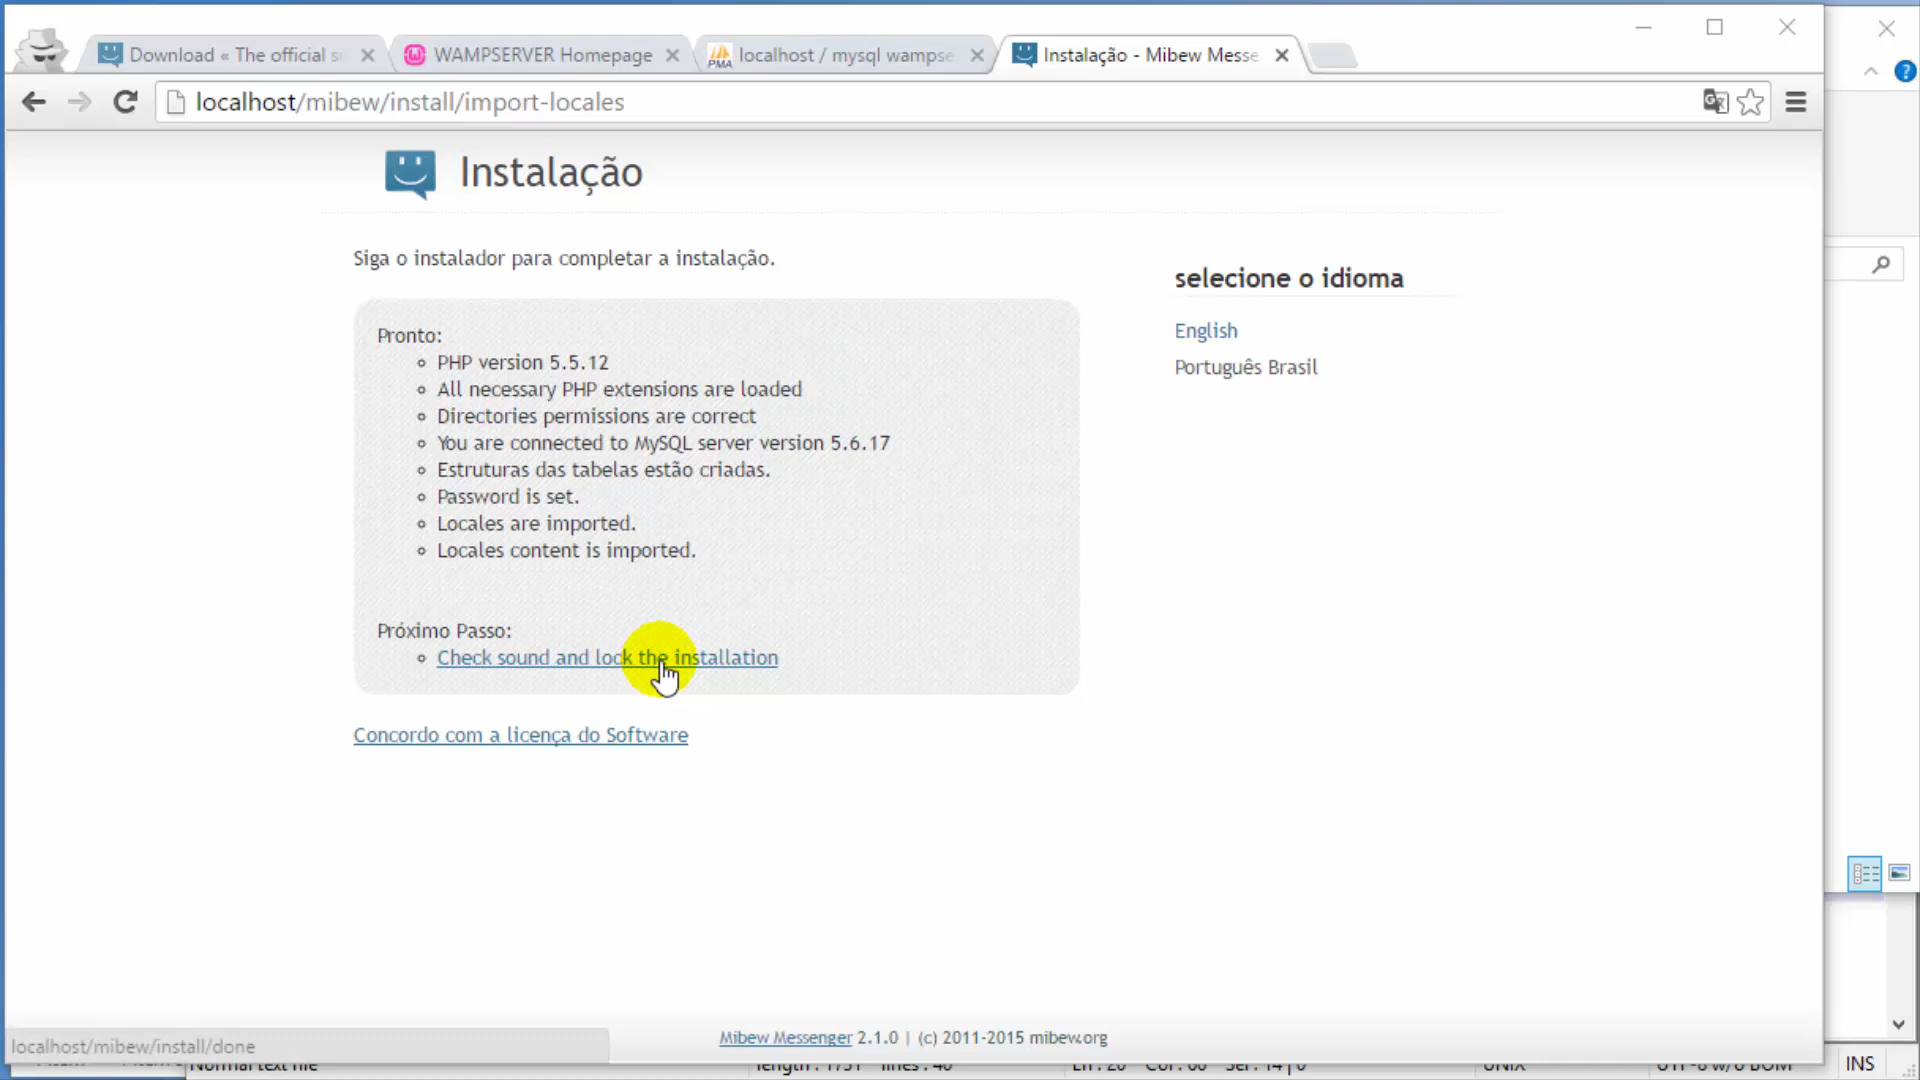 Download « The official s
WAMPSERVER Homepage
localhost / mysql wampse
Instalação - Mibew Messe
localhost/mibew/install/import-locales
Instalação
Siga o instalador para completar a instalação.
Pronto:
PHP version 5.5.12
All necessary PHP extensions are loaded
Directories permissions are correct
You are connected to MySQL server version 5.6.17
Estruturas das tabelas estão criadas.
Password is set.
Locales are imported.
Locales content is imported.
Próximo Passo:
Check sound and lock the installation
Concordo com a licença do Software
selecione o idioma
English
Português Brasil
Mibew Messenger 2.1.0 | (c) 2011-2015 mibew.org
localhost/mibew/install/done
Normal text file
INS